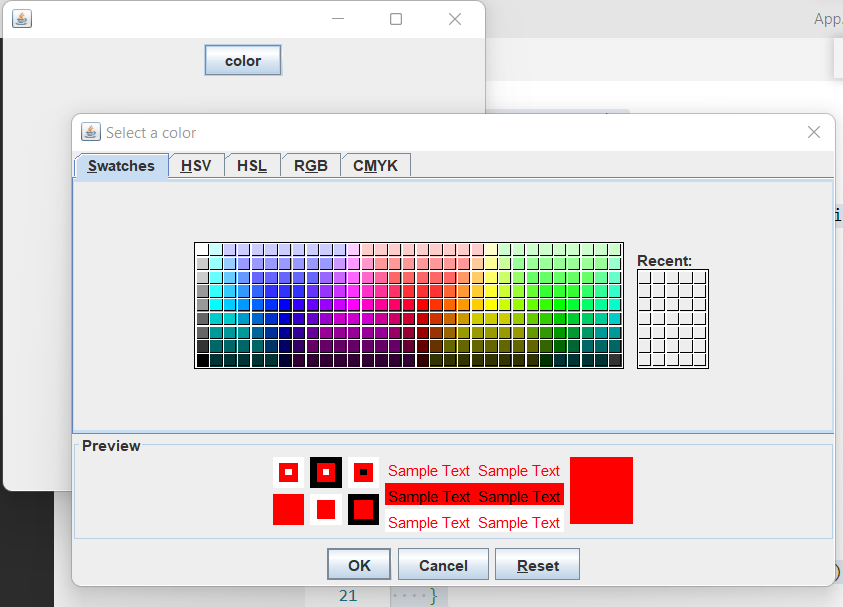 App.
color
Select a color
Swatches HSV HSL RGB CMYK
Recent:
Preview
Sample Text Sample Text
Sample Text Sample Text
Sample Text Sample Text
OK Cancel Reset
i
)
21 ····}